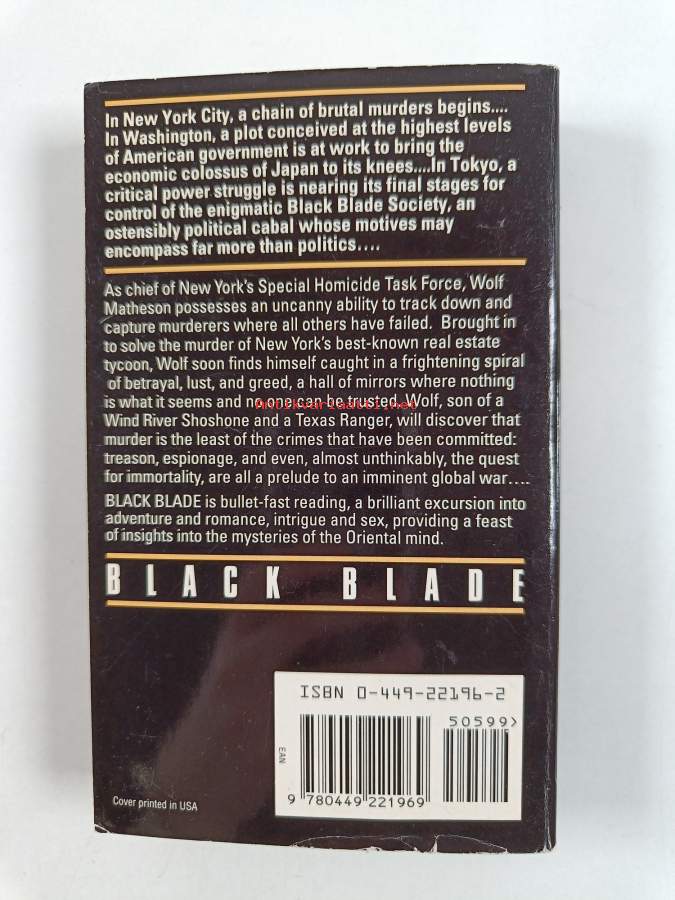 In New York City, a chain of brutal murders begins....
In Washington, a plot conceived at the highest levels
of American government is at work to bring the
economic colossus of Japan to its knees....In Tokyo, a
critical power struggle is nearing its final stages for
control of the enigmatic Black Blade Society, an
ostensibly political cabal whose motives may
encompass far more than politics....
As chief of New York's Special Homicide Task Force, Wolf
Matheson possesses an uncanny ability to track down and
capture murderers where all others have failed. Brought in
to solve the murder of New York's best-known real estate
tycoon, Wolf soon finds himself caught in a frightening spiral
of betrayal, lust, and greed, a hall of mirrors where nothing
is what it seems and no one can be trusted. Wolf, son of a
Antikvariaatti.net
Wind River Shoshone and a Texas Ranger, will discover that
murder is the least of the crimes that have been committed:
treason, espionage, and even, almost unthinkably, the quest
for immortality, are all a prelude to an imminent global war....
BLACK BLADE is bullet-fast reading, a brilliant excursion into
adventure and romance, intrigue and sex, providing a feast
of insights into the mysteries of the Oriental mind.
BLACK BLADE
ISBN 0-449-22196-2
50599>
EAN
9 780449 221969
Cover printed in USA